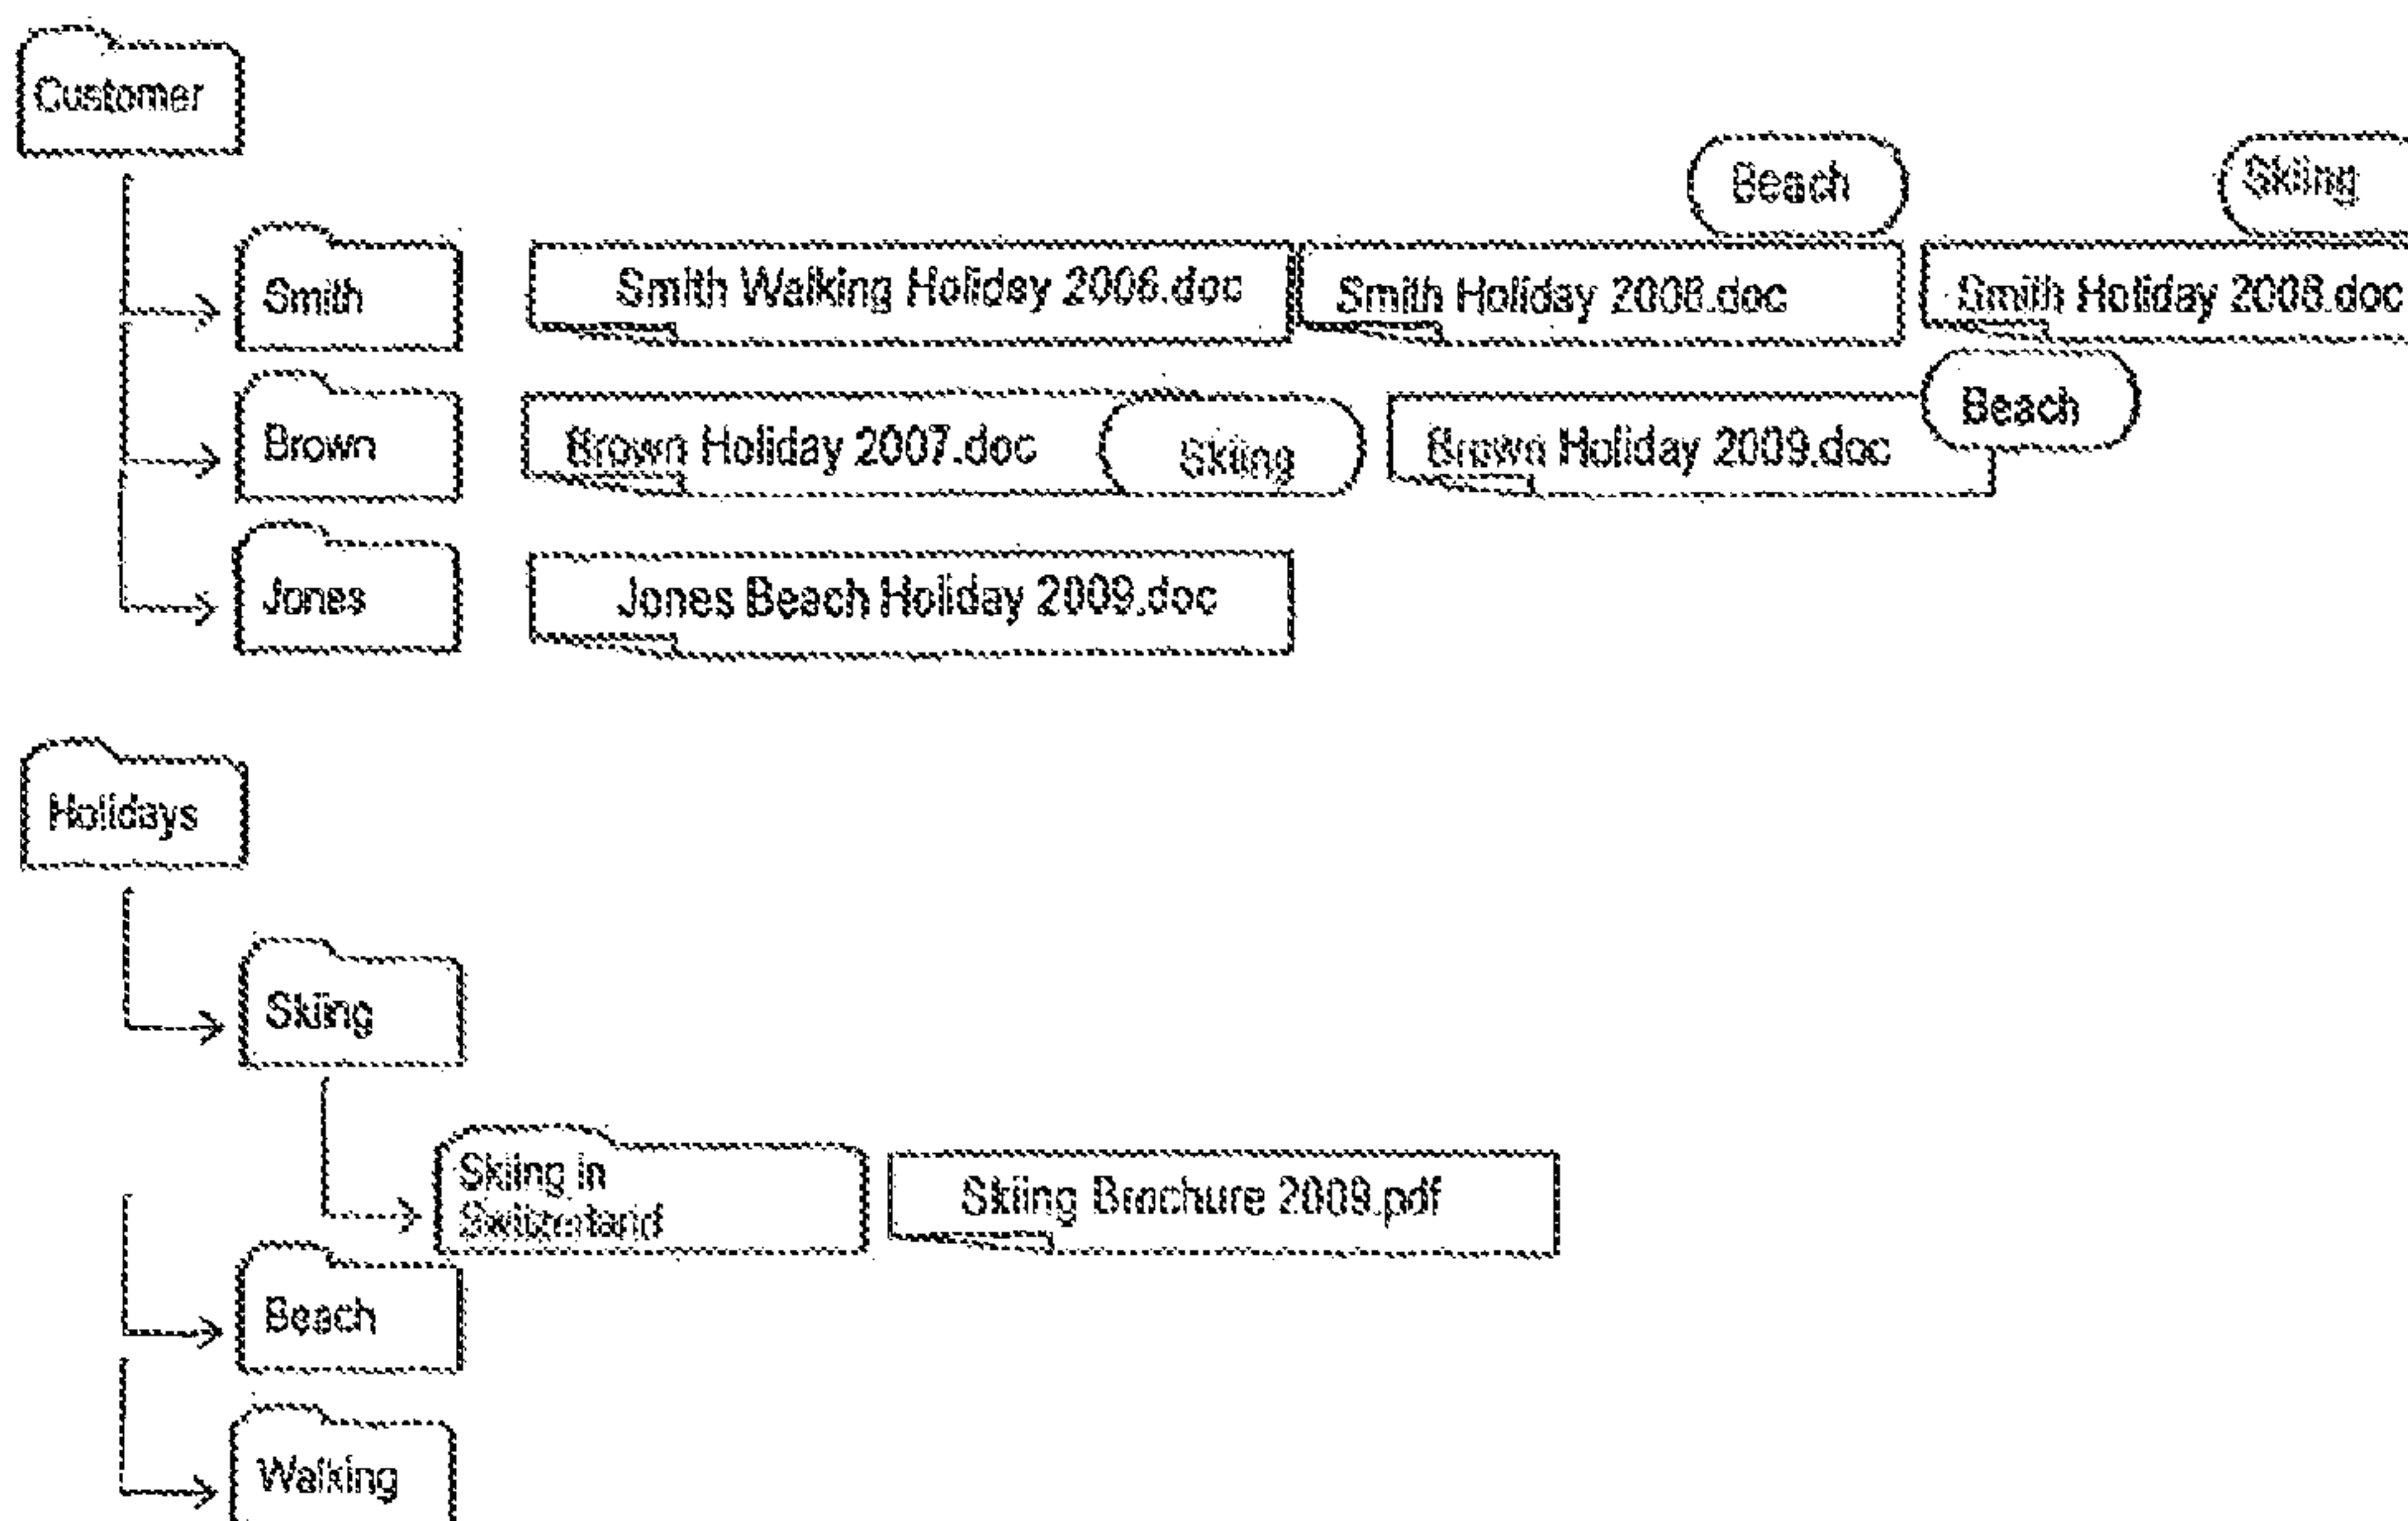 Customer
Beach
Skiing
Smith
Smith Walking Holiday 2006.doc
Smith Holiday 2008.doc
Smith Holiday 2008.doc
Brown
Brown Holiday 2007.doc
Skiing
Brown Holiday 2009.doc
Beach
Jones
Jones Beach Holiday 2009.doc
Holidays
Skiing
Skiing in
Switzerland
Skiing Brochure 2009.pdf
Beach
Walking